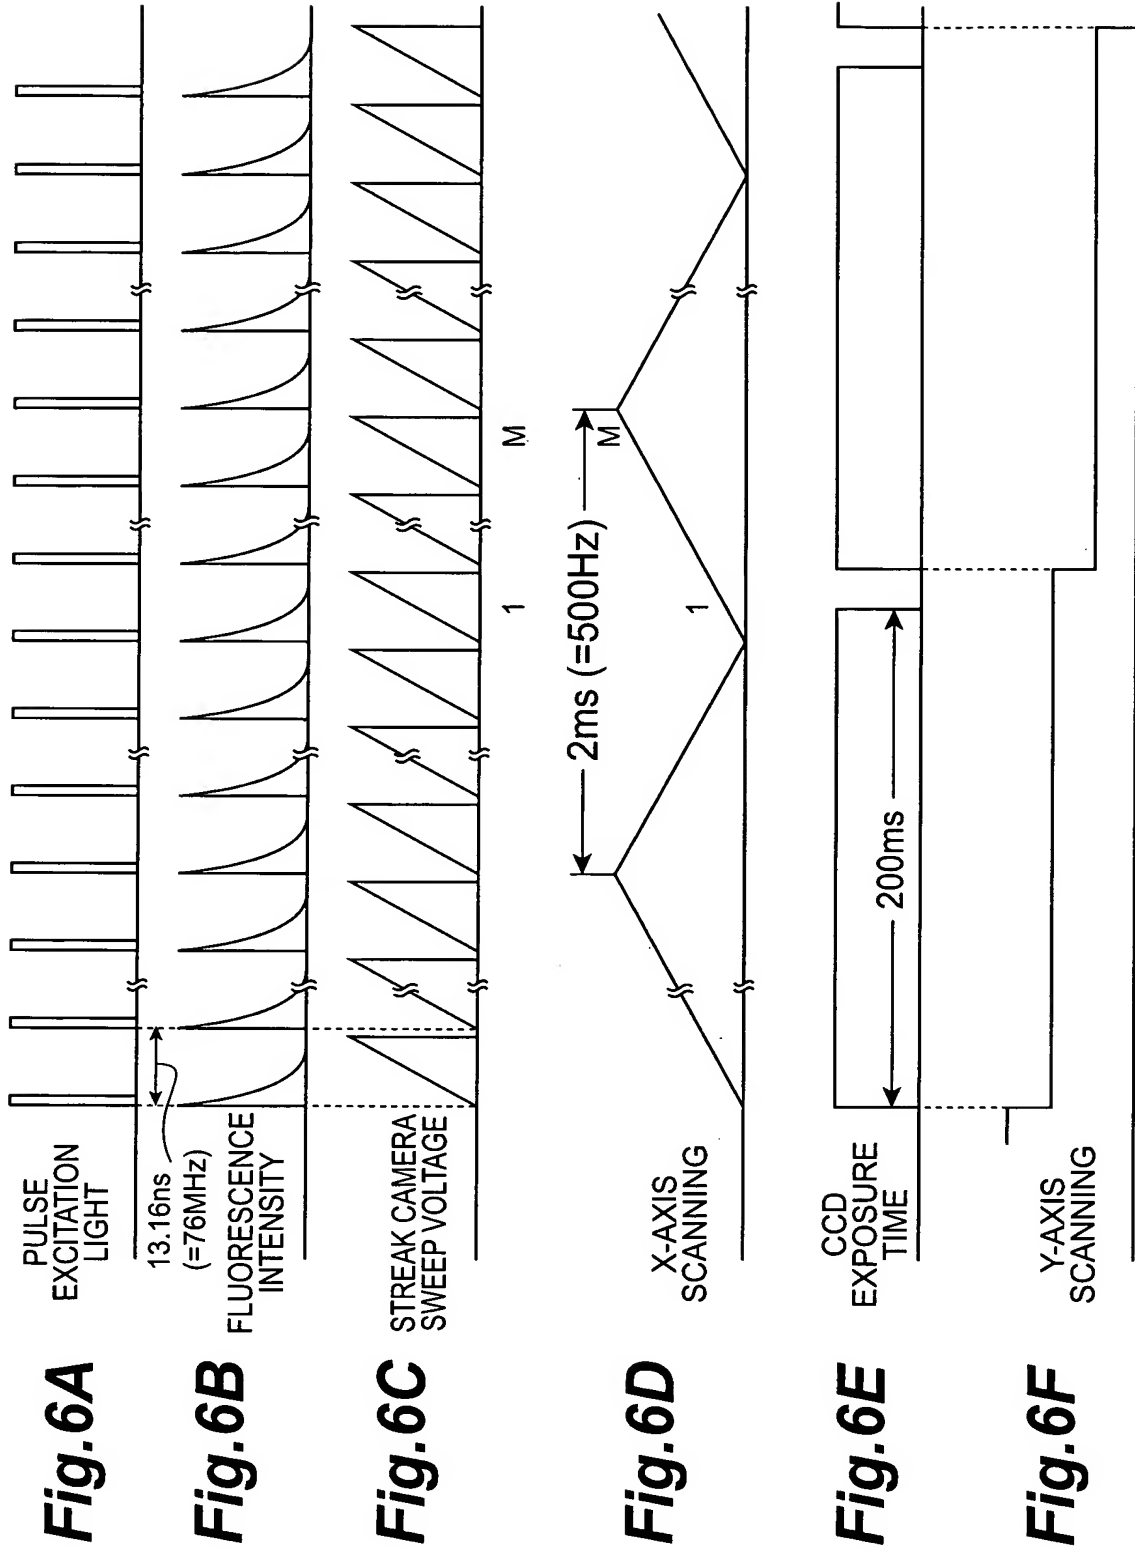 Fig.6A
PULSE
EXCITATION
LIGHT
13.16ns
(=76MHz)
Fig.6B
FLUORESCENCE
INTENSITY
Fig.6C
STREAK CAMERA
SWEEP VOLTAGE
1
M
Fig.6D
X-AXIS
SCANNING
2ms (=500Hz)
1
M
Fig.6E
CCD
EXPOSURE
TIME
200ms
Fig.6F
Y-AXIS
SCANNING